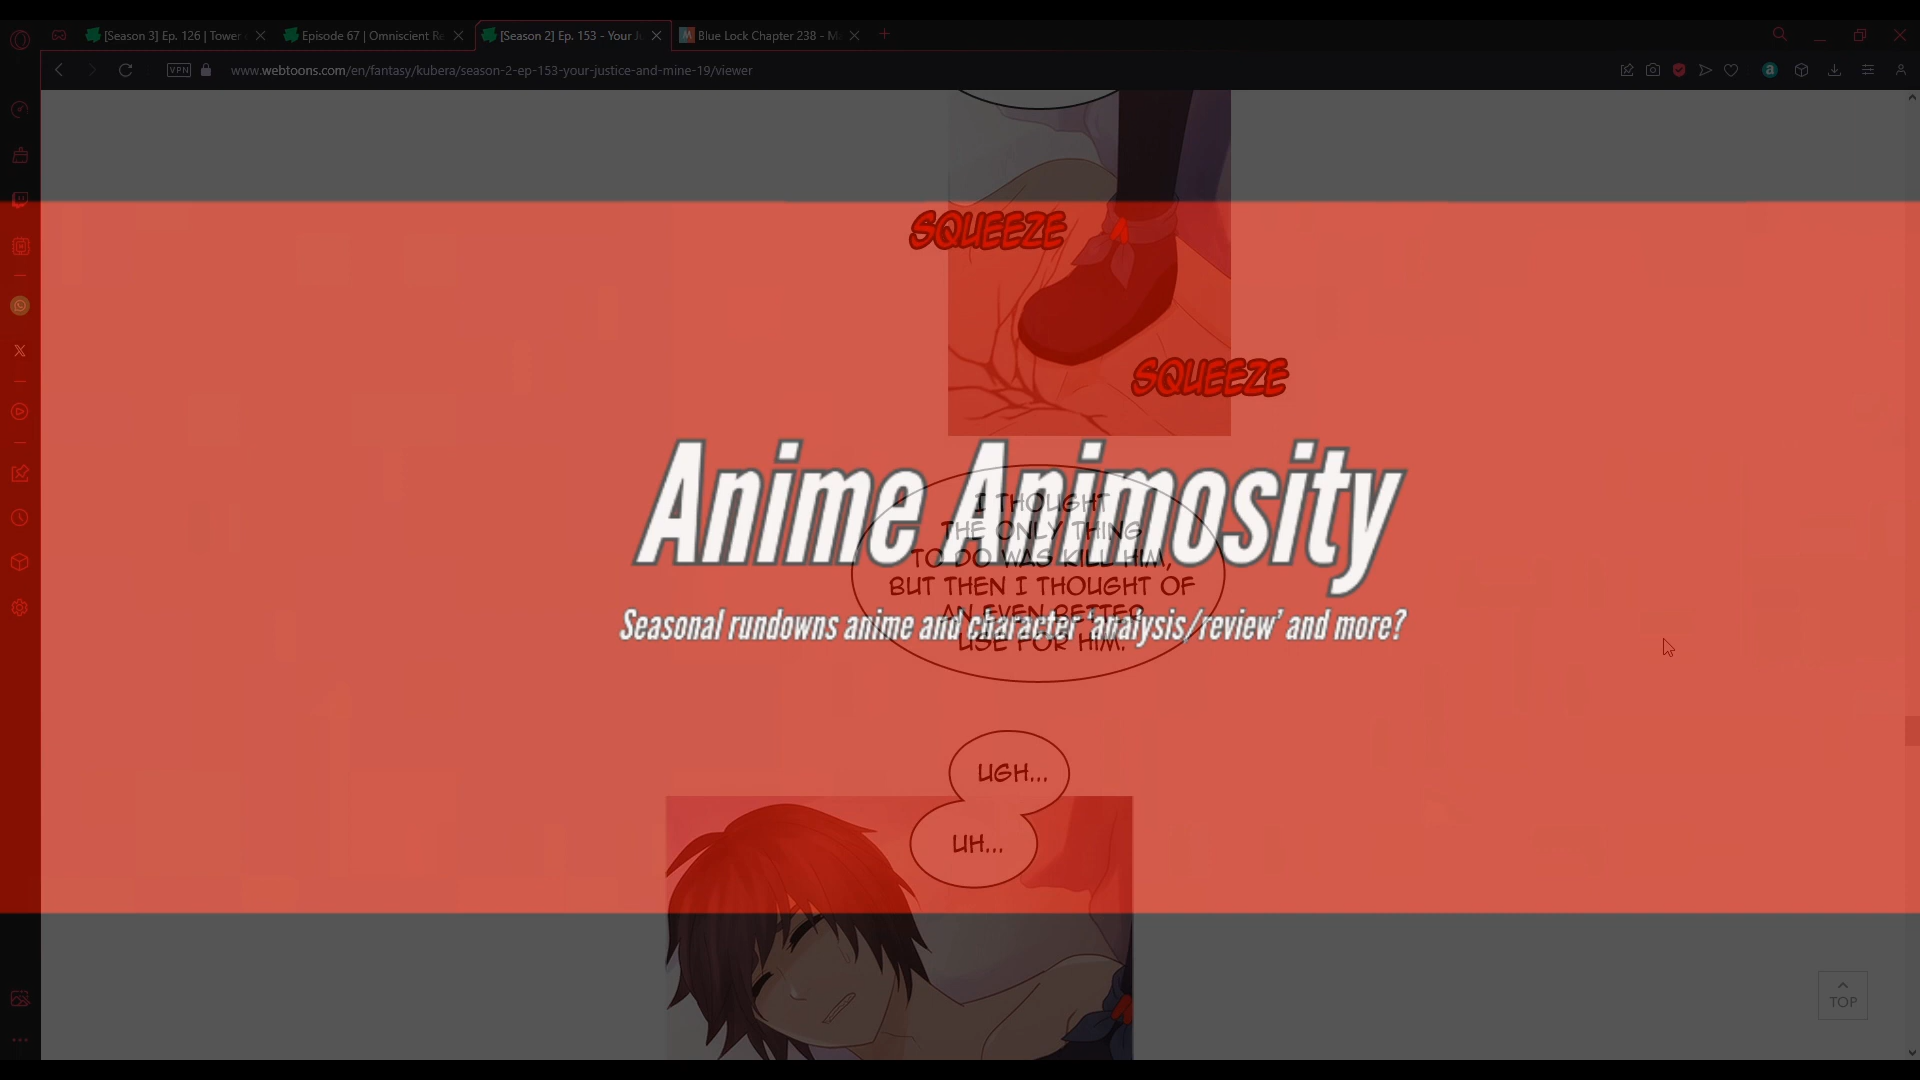 [Season 3] Ep. 126 | Tower
Episode 67 | Omniscient Re
[Season 2] Ep. 153 - Your Ju
Blue Lock Chapter 238 - M
VPN
www.webtoons.com/en/fantasy/kubera/season-2-ep-153-your-justice-and-mine-19/viewer
SQUEEZE
SQUEEZE
Anime Animosity
I THOUGHT
THE ONLY THING
TO DO WAS KILL HIM,
BUT THEN I THOUGHT OF
AN EVEN BETTER
USE FOR HIM.
Seasonal rundowns anime and character 'analysis/review' and more?
UGH...
UH...
TOP